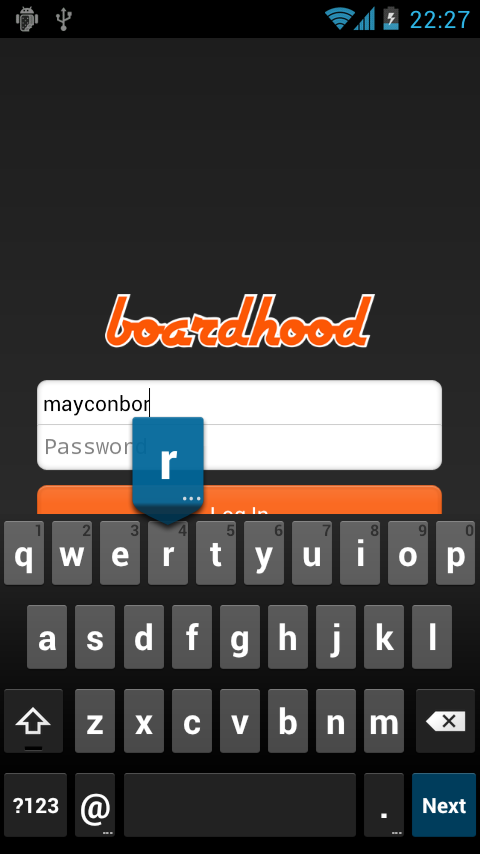 22:27
boardhood
mayconbor
Password
r
...
Log In
1 2 3 4 5 6 7 8 9 0
q w e r t y u i o p
a s d f g h j k l
z x c v b n m
?123 @ ... . ... Next